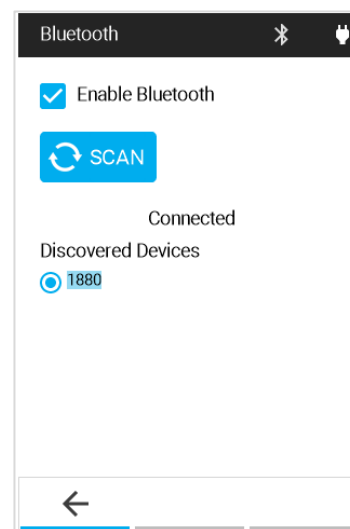 Bluetooth
Enable Bluetooth
SCAN
Connected
Discovered Devices
1880